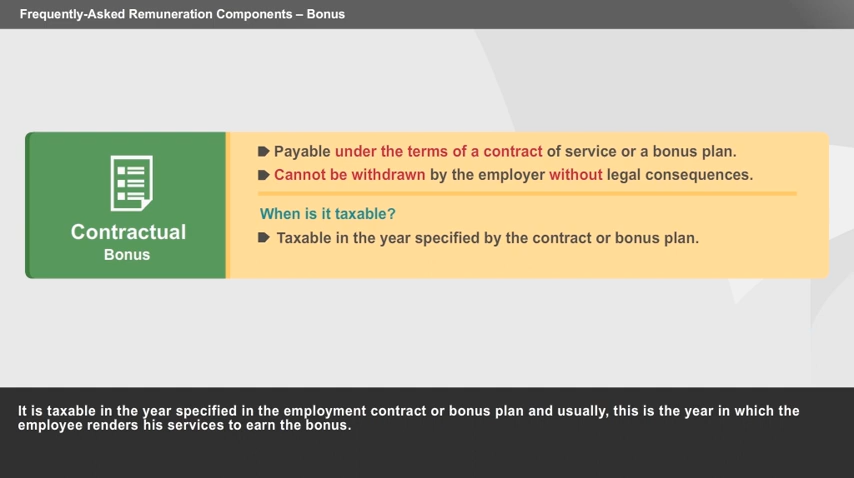 Frequently-Asked Remuneration Components – Bonus
Payable under the terms of a contract of service or a bonus plan.
Cannot be withdrawn by the employer without legal consequences.
Contractual
Bonus
When is it taxable?
Taxable in the year specified by the contract or bonus plan.
It is taxable in the year specified in the employment contract or bonus plan and usually, this is the year in which the
employee renders his services to earn the bonus.